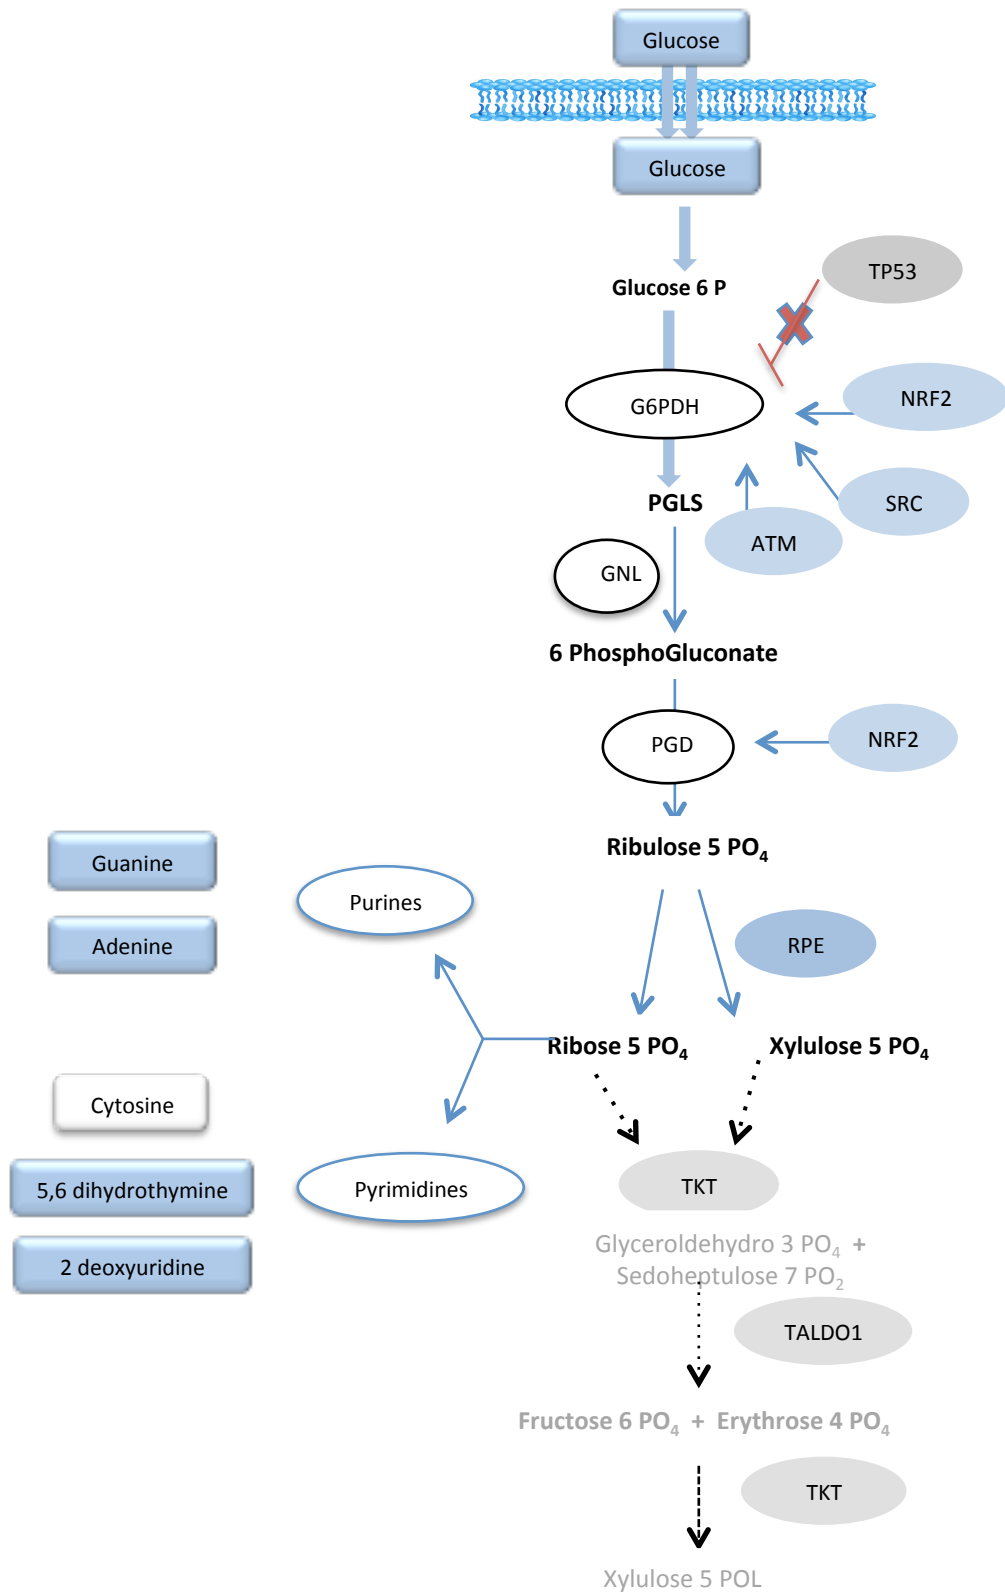 Glucose
Glucose
TP53
Glucose 6 P
NRF2
G6PDH
PGLS
SRC
ATM
GNL
6 PhosphoGluconate
PGD
NRF2
Ribulose 5 PO₄
Guanine
Purines
Adenine
RPE
Ribose 5 PO₄
Xylulose 5 PO₄
Cytosine
5,6 dihydrothymine
Pyrimidines
TKT
2 deoxyuridine
Glyceroldehydro 3 PO₄ +
Sedoheptulose 7 PO₂
TALDO1
Fructose 6 PO₄ + Erythrose 4 PO₄
TKT
Xylulose 5 POL